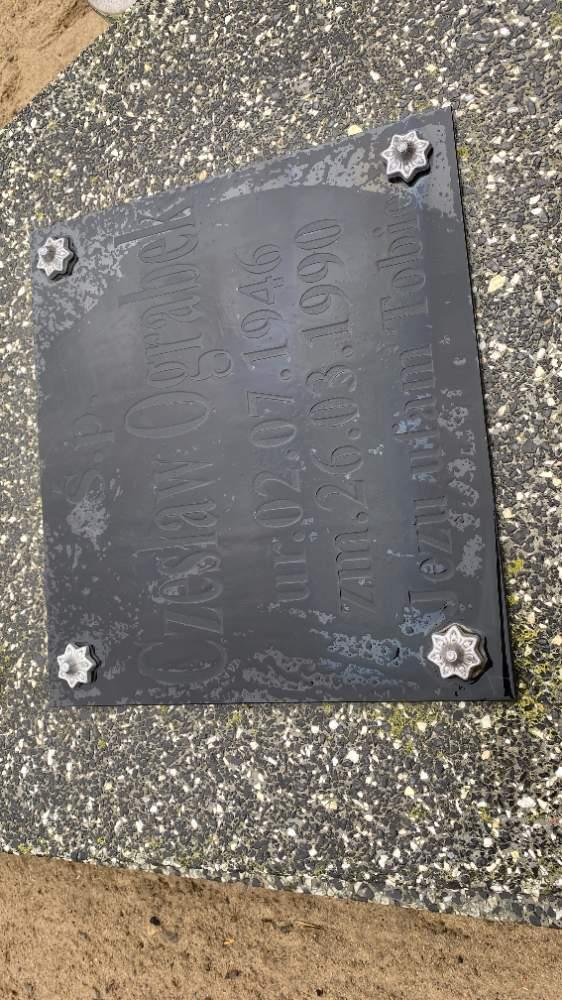 Ś.P.
Czesław Ograbek
ur.02.07.1946
zm.26.03.1990
Jezu ufam Tobie